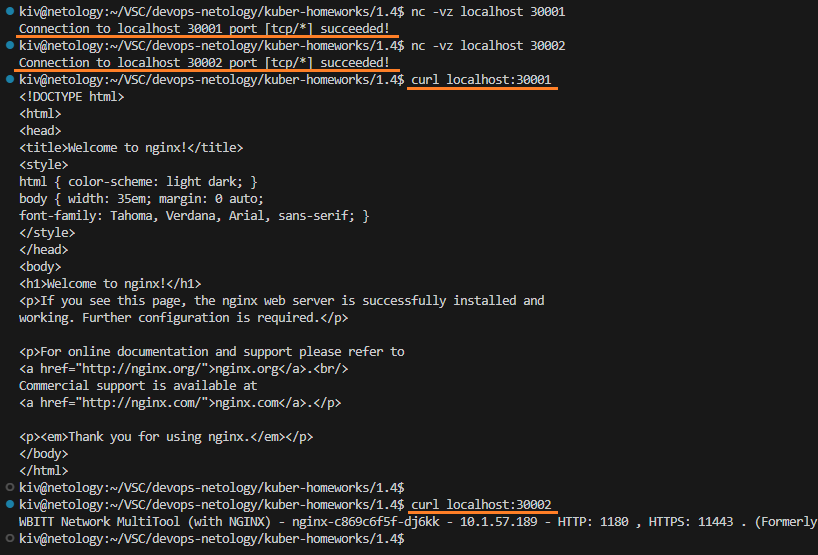 kiv@netology:~/VSC/devops-netology/kuber-homeworks/1.4$ nc -vz localhost 30001
Connection to localhost 30001 port [tcp/*] succeeded!
kiv@netology:~/VSC/devops-netology/kuber-homeworks/1.4$ nc -vz localhost 30002
Connection to localhost 30002 port [tcp/*] succeeded!
kiv@netology:~/VSC/devops-netology/kuber-homeworks/1.4$ curl localhost:30001
<!DOCTYPE html>
<html>
<head>
<title>Welcome to nginx!</title>
<style>
html { color-scheme: light dark; }
body { width: 35em; margin: 0 auto;
font-family: Tahoma, Verdana, Arial, sans-serif; }
</style>
</head>
<body>
<h1>Welcome to nginx!</h1>
<p>If you see this page, the nginx web server is successfully installed and
working. Further configuration is required.</p>

<p>For online documentation and support please refer to
<a href="http://nginx.org/">nginx.org</a>.<br/>
Commercial support is available at
<a href="http://nginx.com/">nginx.com</a>.</p>

<p><em>Thank you for using nginx.</em></p>
</body>
</html>
kiv@netology:~/VSC/devops-netology/kuber-homeworks/1.4$
kiv@netology:~/VSC/devops-netology/kuber-homeworks/1.4$ curl localhost:30002
WBITT Network MultiTool (with NGINX) - nginx-c869c6f5f-dj6kk - 10.1.57.189 - HTTP: 1180 , HTTPS: 11443 . (Formerly
kiv@netology:~/VSC/devops-netology/kuber-homeworks/1.4$